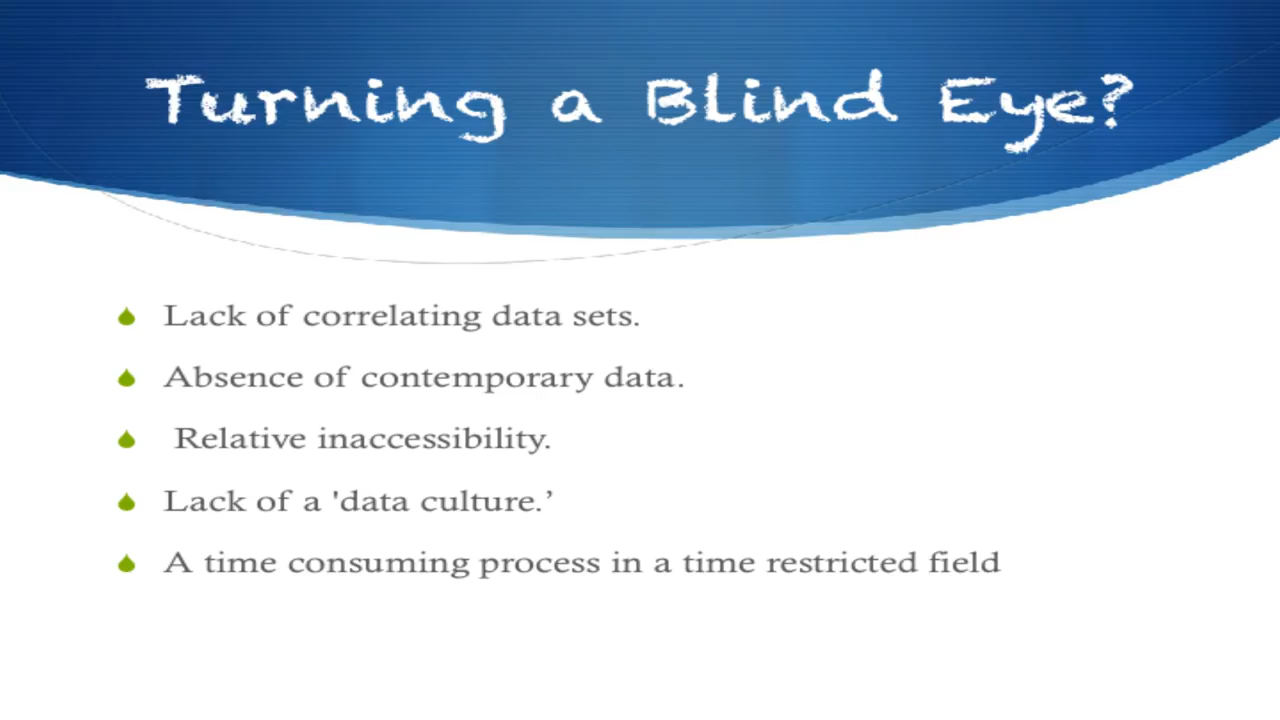 Turning a Blind Eye?
Lack of correlating data sets.
Absence of contemporary data.
Relative inaccessibility.
Lack of a 'data culture.’
A time consuming process in a time restricted field